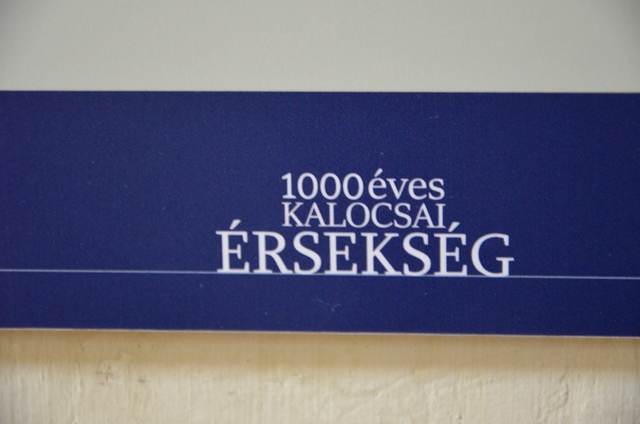 1000 éves
KALOCSAI
ÉRSEKSÉG